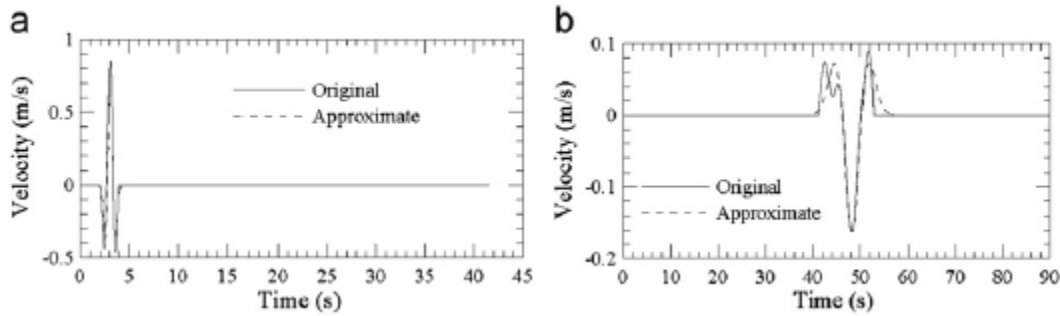 a
1
0.5
0
-0.5
Velocity (m/s)
Original
Approximate
0 5 10 15 20 25 30 35 40 45
Time (s)
b
0.1
0
-0.1
-0.2
Velocity (m/s)
Original
Approximate
0 10 20 30 40 50 60 70 80 90
Time (s)